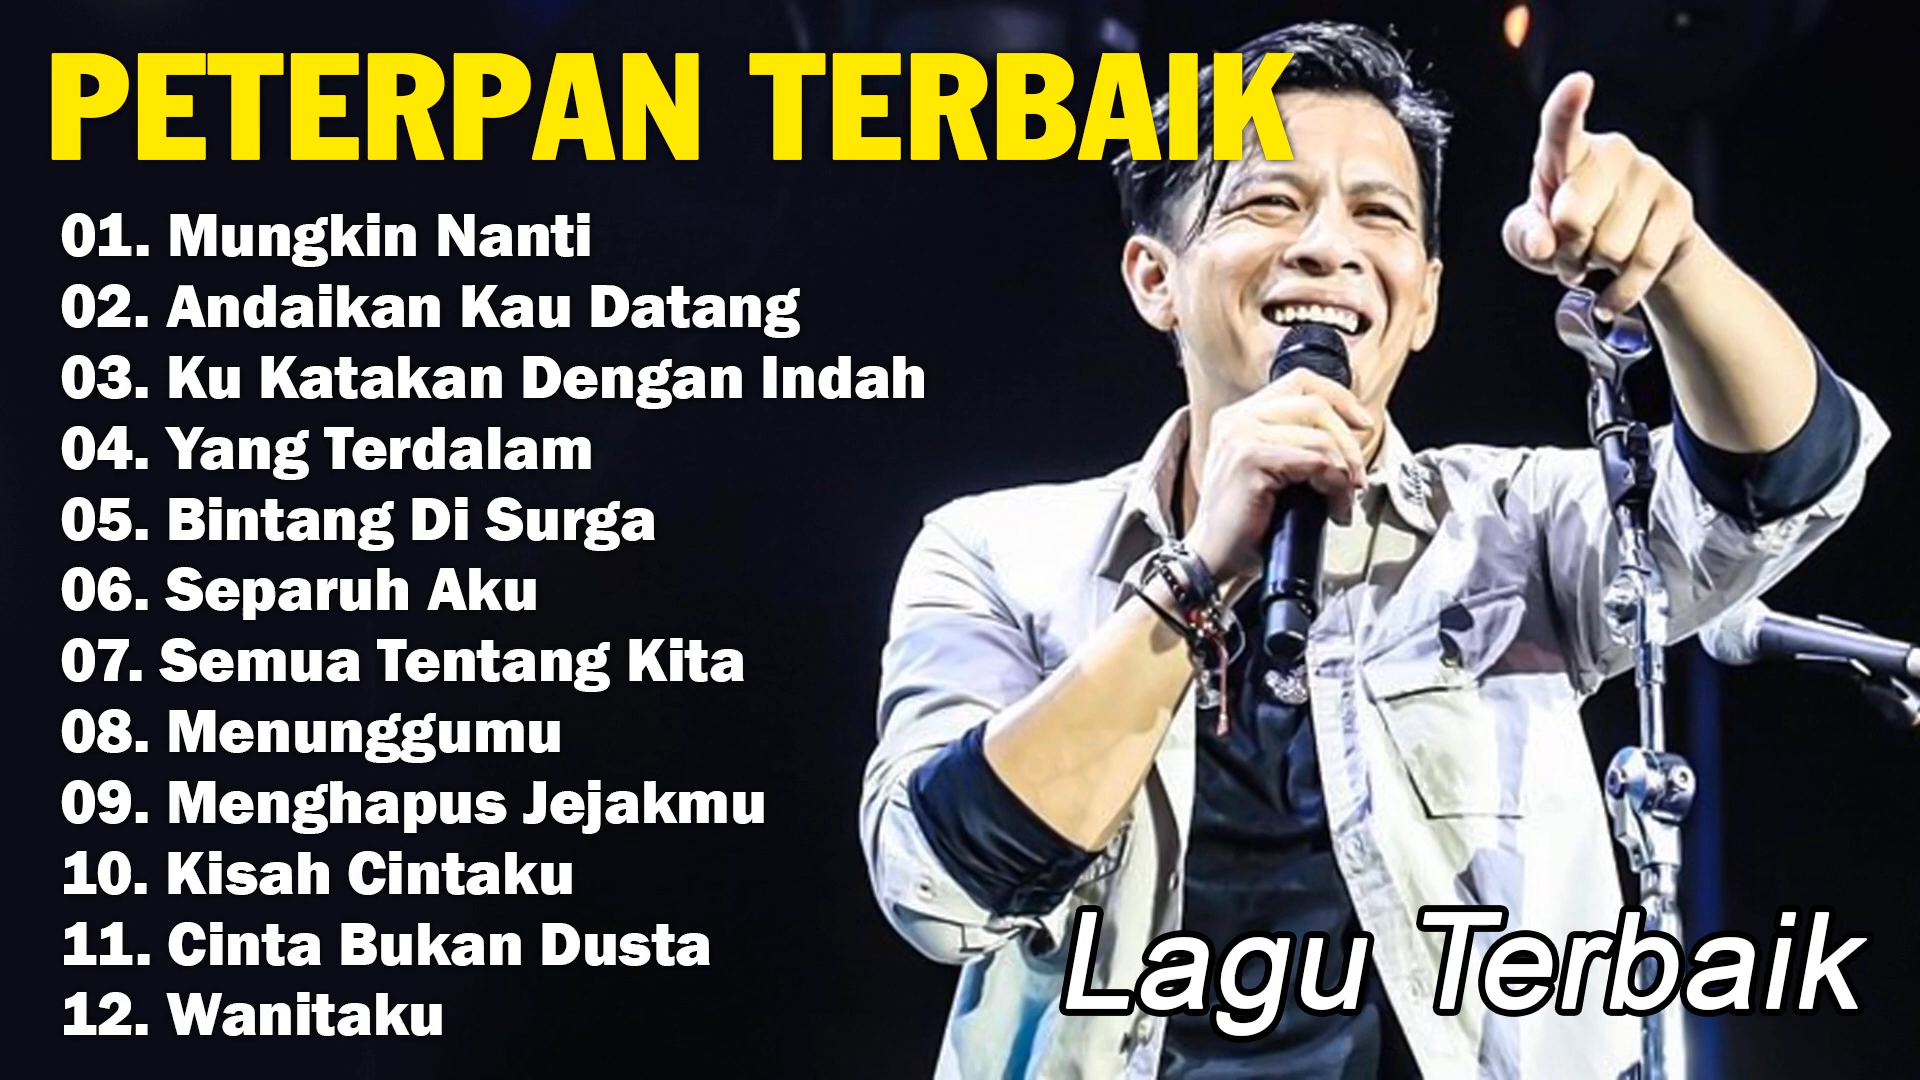 PETERPAN TERBAIK
01. Mungkin Nanti
02. Andaikan Kau Datang
03. Ku Katakan Dengan Indah
04. Yang Terdalam
05. Bintang Di Surga
06. Separuh Aku
07. Semua Tentang Kita
08. Menunggumu
09. Menghapus Jejakmu
10. Kisah Cintaku
11. Cinta Bukan Dusta
12. Wanitaku
Lagu Terbaik